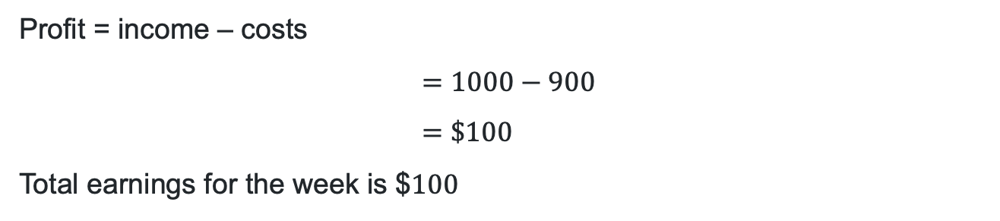 Profit = income – costs
= 1000 – 900
= $100
Total earnings for the week is $100